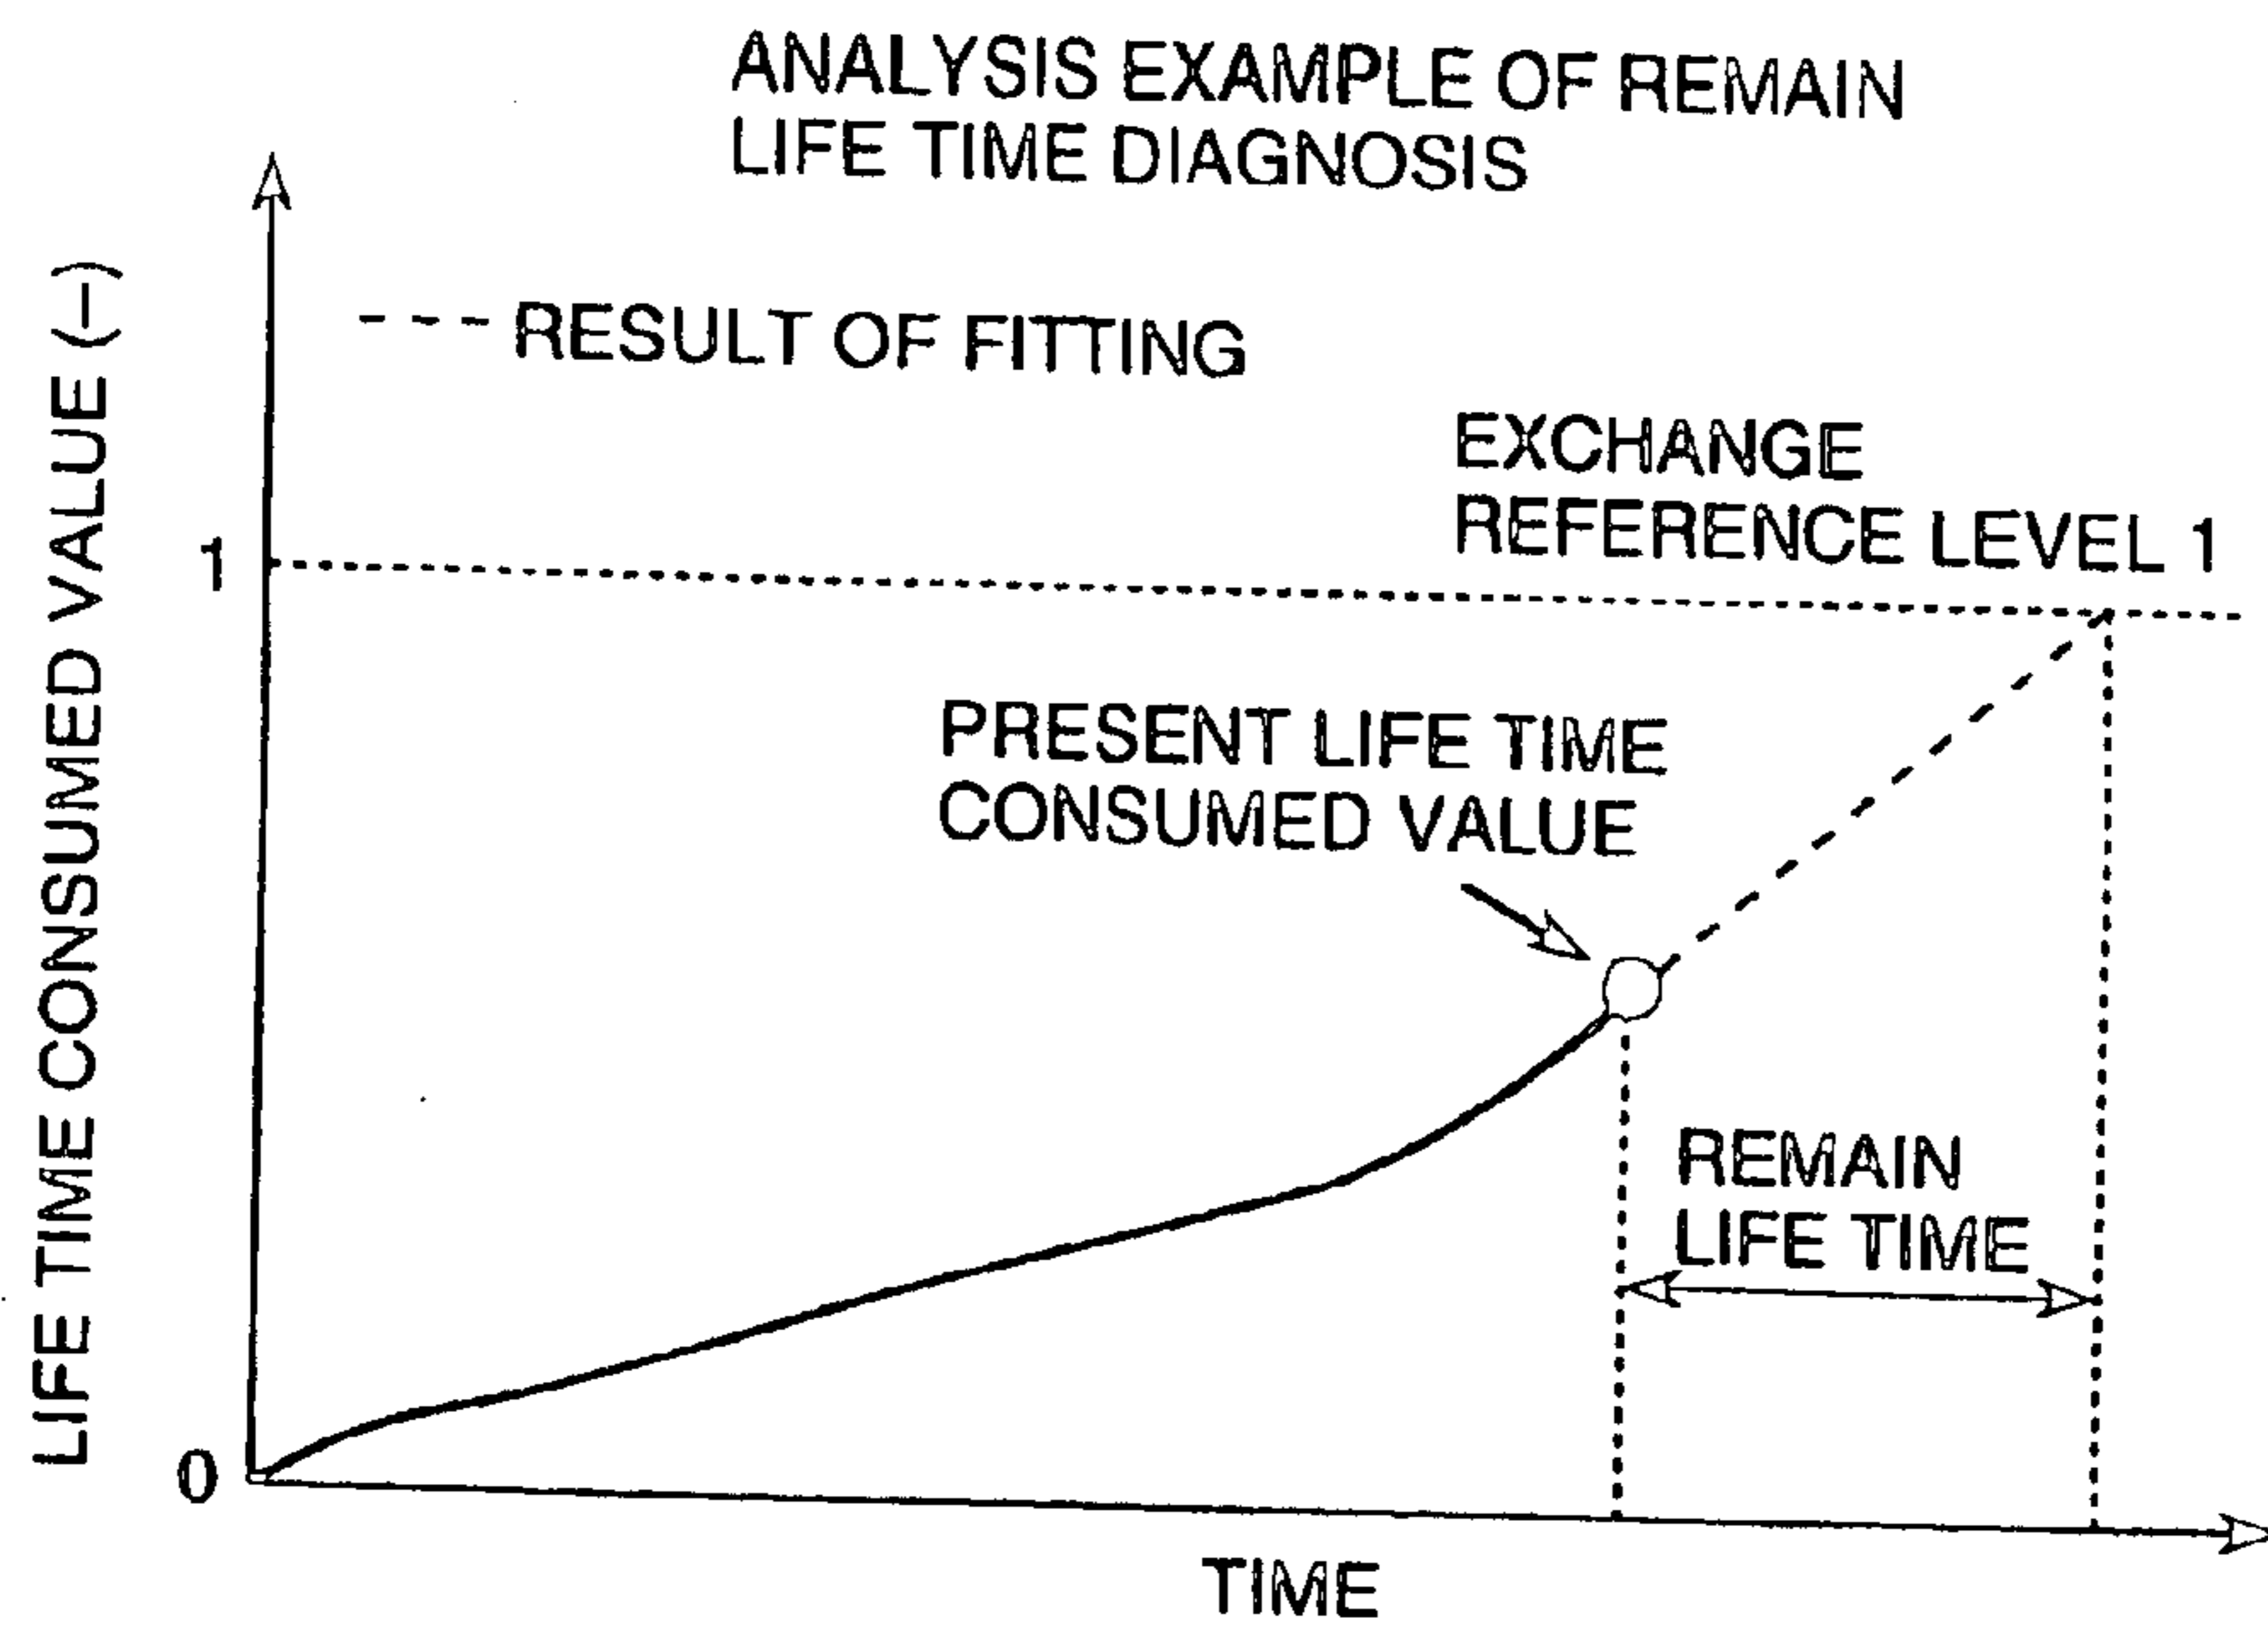 ANALYSIS EXAMPLE OF REMAIN
LIFE TIME DIAGNOSIS
LIFE TIME CONSUMED VALUE (–)
--- RESULT OF FITTING
EXCHANGE
REFERENCE LEVEL 1
1
PRESENT LIFE TIME
CONSUMED VALUE
REMAIN
LIFE TIME
0
TIME